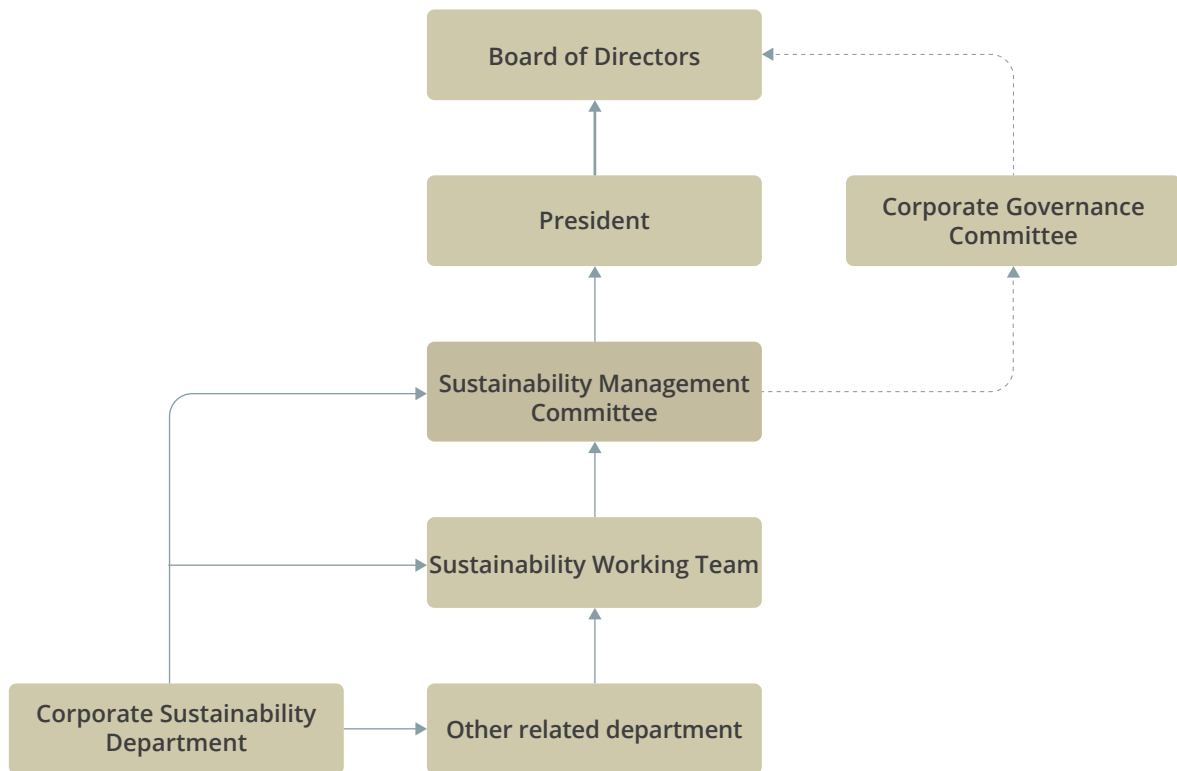 Board of Directors
President
Corporate Governance
Committee
Sustainability Management
Committee
Sustainability Working Team
Corporate Sustainability
Department
Other related department